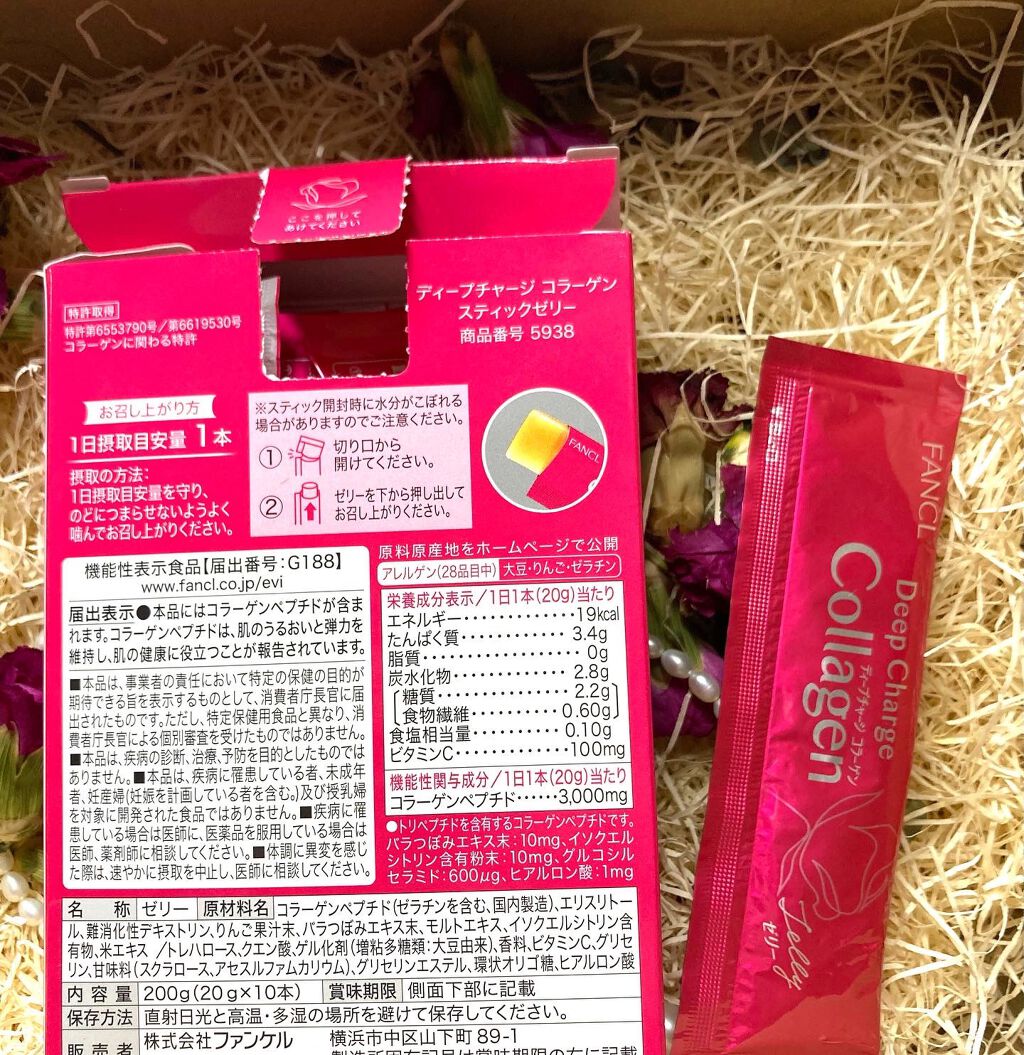 ここを押して
あけてください
特許取得
特許第6553790号／第6619530号
コラーゲンに関わる特許
ディープチャージ コラーゲン
スティックゼリー
商品番号 5938
お召し上がり方
1日摂取目安量 1本
摂取の方法：
1日摂取目安量を守り、
のどにつまらせないようよく
噛んでお召し上がりください。
※スティック開封時に水分がこぼれる
場合がありますのでご注意ください。
① 切り口から
開けてください。
② ゼリーを下から押し出して
お召し上がりください。
FANCL
機能性表示食品【届出番号：G188】
www.fancl.co.jp/evi
届出表示●本品にはコラーゲンペプチドが含ま
れます。コラーゲンペプチドは、肌のうるおいと弾力を
維持し、肌の健康に役立つことが報告されています。
■本品は、事業者の責任において特定の保健の目的が
期待できる旨を表示するものとして、消費者庁長官に届
出されたものです。ただし、特定保健用食品と異なり、消
費者庁長官による個別審査を受けたものではありません。
■本品は、疾病の診断、治療、予防を目的としたものでは
ありません。■本品は、疾病に罹患している者、未成年
者、妊産婦(妊娠を計画している者を含む。)及び授乳婦
を対象に開発された食品ではありません。■疾病に罹
患している場合は医師に、医薬品を服用している場合は
医師、薬剤師に相談してください。■体調に異変を感じ
た際は、速やかに摂取を中止し、医師に相談してください。
原料原産地をホームページで公開
アレルゲン(28品目中) 大豆・りんご・ゼラチン
栄養成分表示／1日1本(20g)当たり
エネルギー・・・・・・・・・・・・19kcal
たんぱく質・・・・・・・・・・・・3.4g
脂質・・・・・・・・・・・・・・・・0g
炭水化物・・・・・・・・・・・・・2.8g
糖質・・・・・・・・・・・・・・・2.2g
食物繊維・・・・・・・・・・・0.60g
食塩相当量・・・・・・・・・・・0.10g
ビタミンC・・・・・・・・・・・・100mg
機能性関与成分／1日1本(20g)当たり
コラーゲンペプチド・・・・・・3,000mg
●トリペプチドを含有するコラーゲンペプチドです。
バラつぼみエキス末：10mg、イソクエル
シトリン含有粉末：10mg、グルコシル
セラミド：600μg、ヒアルロン酸：1mg
名 称 ゼリー 原材料名 コラーゲンペプチド(ゼラチンを含む、国内製造)、エリスリトー
ル、難消化性デキストリン、りんご果汁末、バラつぼみエキス末、モルトエキス、イソクエルシトリン含
有物、米エキス ／トレハロース、クエン酸、ゲル化剤(増粘多糖類：大豆由来)、香料、ビタミンC、グリセ
リン、甘味料(スクラロース、アセスルファムカリウム)、グリセリンエステル、環状オリゴ糖、ヒアルロン酸
内容量 200g(20g×10本) 賞味期限 側面下部に記載
保存方法 直射日光と高温・多湿の場所を避けて保存してください。
販売者 株式会社ファンケル 横浜市中区山下町89-1
製造所固有記号は賞味期限の右に記載
FANCL
Deep Charge
Collagen
ディープチャージ コラーゲン
Jelly
ゼリー